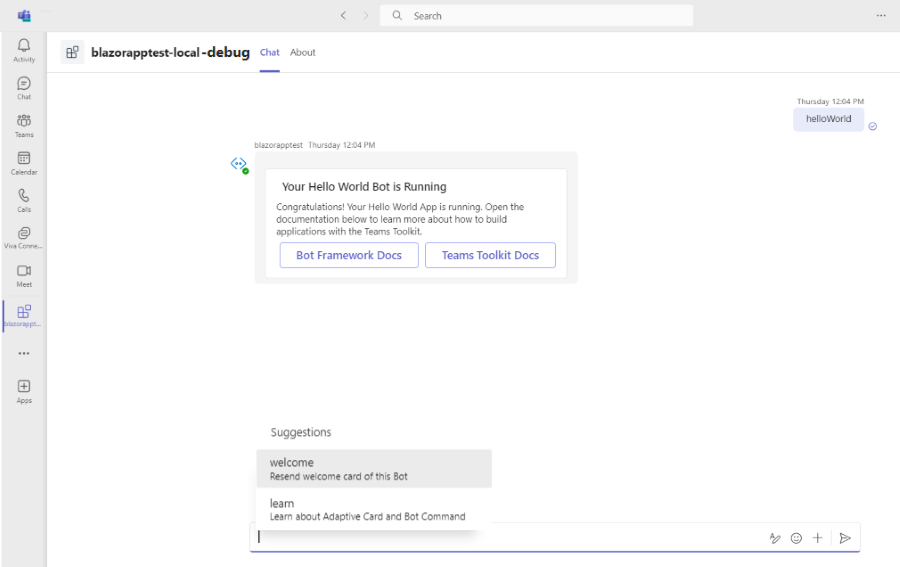 Search
Activity
Chat
Teams
Calendar
Calls
Viva Conne...
Meet
blazorappt...
Apps
blazorapptest-local-debug
Chat
About
Thursday 12:04 PM
helloWorld
blazorapptest Thursday 12:04 PM
Your Hello World Bot is Running
Congratulations! Your Hello World App is running. Open the
documentation below to learn more about how to build
applications with the Teams Toolkit.
Bot Framework Docs
Teams Toolkit Docs
Suggestions
welcome
Resend welcome card of this Bot
learn
Learn about Adaptive Card and Bot Command